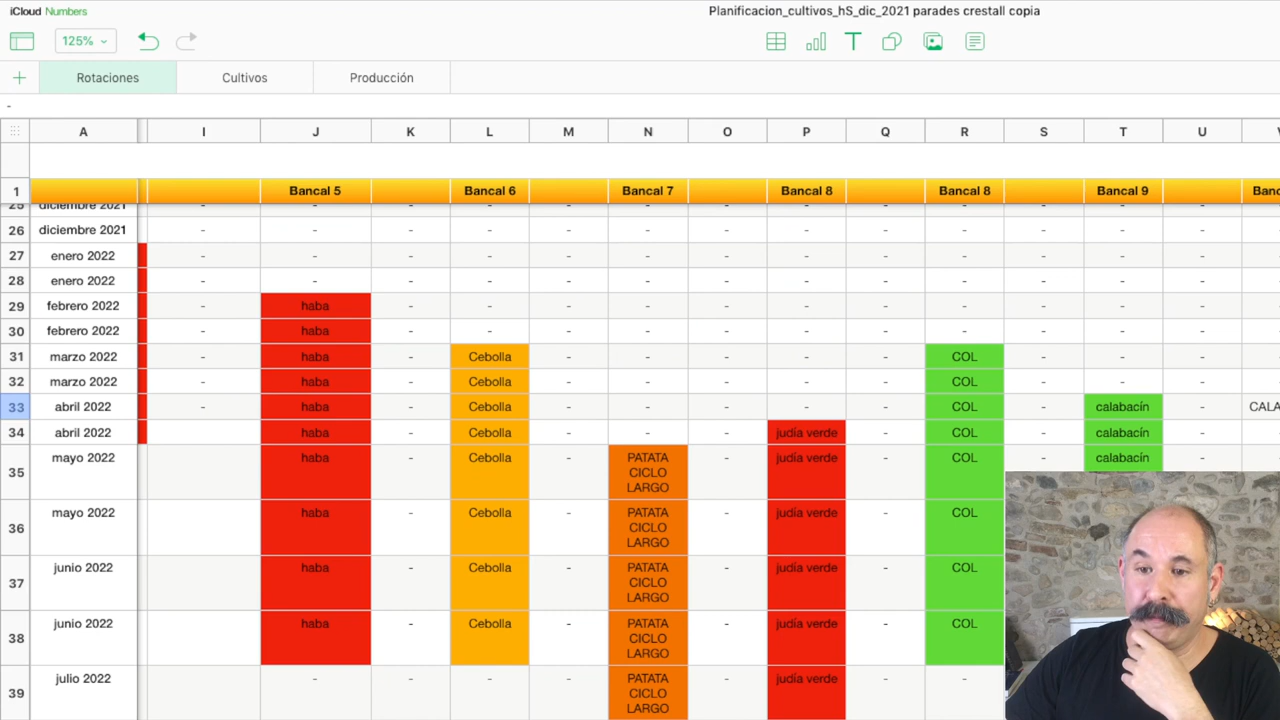 iCloud Numbers
Planificacion_cultivos_hS_dic_2021 parades crestall copia
125%
+ Rotaciones Cultivos Producción
-
A I J K L M N O P Q R S T U
1 Bancal 5 Bancal 6 Bancal 7 Bancal 8 Bancal 8 Bancal 9
25 diciembre 2021 - - - - - - - - - - - - -
26 diciembre 2021 - - - - - - - - - - - - -
27 enero 2022 - - - - - - - - - - - - -
28 enero 2022 - - - - - - - - - - - - -
29 febrero 2022 - haba - - - - - - - - - - -
30 febrero 2022 - haba - - - - - - - - - - -
31 marzo 2022 - haba - Cebolla - - - - - COL - - -
32 marzo 2022 - haba - Cebolla - - - - - COL - - -
33 abril 2022 - haba - Cebolla - - - - - COL - calabacín - CALA
34 abril 2022 haba - Cebolla - - - judía verde - COL - calabacín -
35 mayo 2022 haba - Cebolla - PATATA CICLO LARGO - judía verde - COL - calabacín -
36 mayo 2022 haba - Cebolla - PATATA CICLO LARGO - judía verde - COL
37 junio 2022 haba - Cebolla - PATATA CICLO LARGO - judía verde - COL
38 junio 2022 haba - Cebolla - PATATA CICLO LARGO - judía verde - COL
39 julio 2022 - - - - PATATA CICLO LARGO - judía verde - -